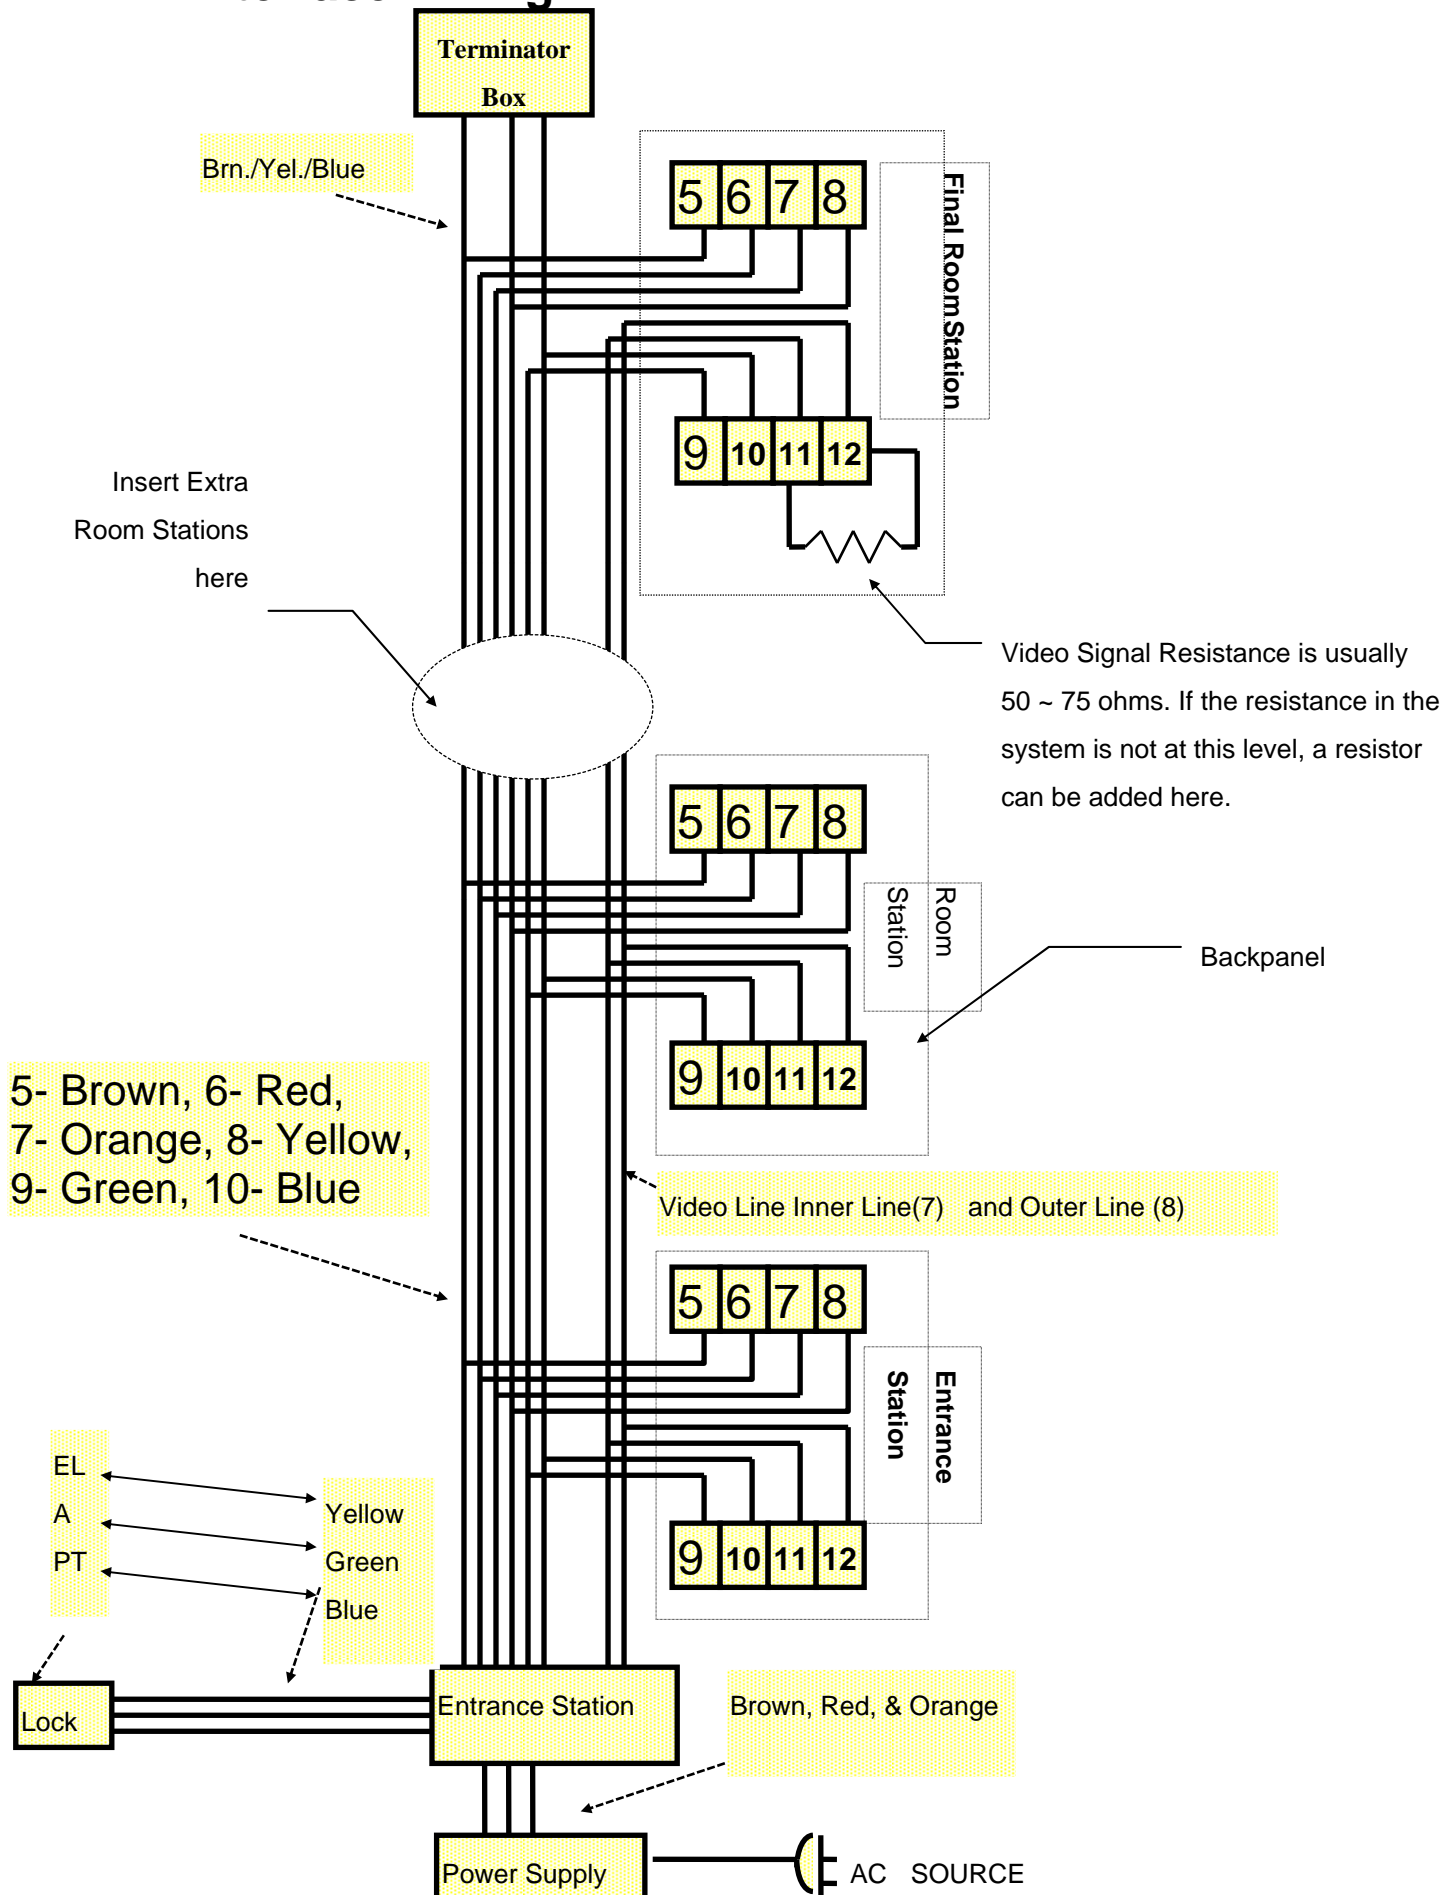 Terminator
Box
Brn./Yel./Blue
5 6 7 8
Final Room Station
9 10 11 12
Insert Extra
Room Stations
here
Video Signal Resistance is usually
50 ~ 75 ohms. If the resistance in the
system is not at this level, a resistor
can be added here.
5 6 7 8
Room
Station
Backpanel
9 10 11 12
5- Brown, 6- Red,
7- Orange, 8- Yellow,
9- Green, 10- Blue
Video Line Inner Line(7) and Outer Line (8)
5 6 7 8
Entrance
Station
9 10 11 12
EL
A
PT
Yellow
Green
Blue
Lock
Entrance Station
Brown, Red, & Orange
Power Supply
AC SOURCE